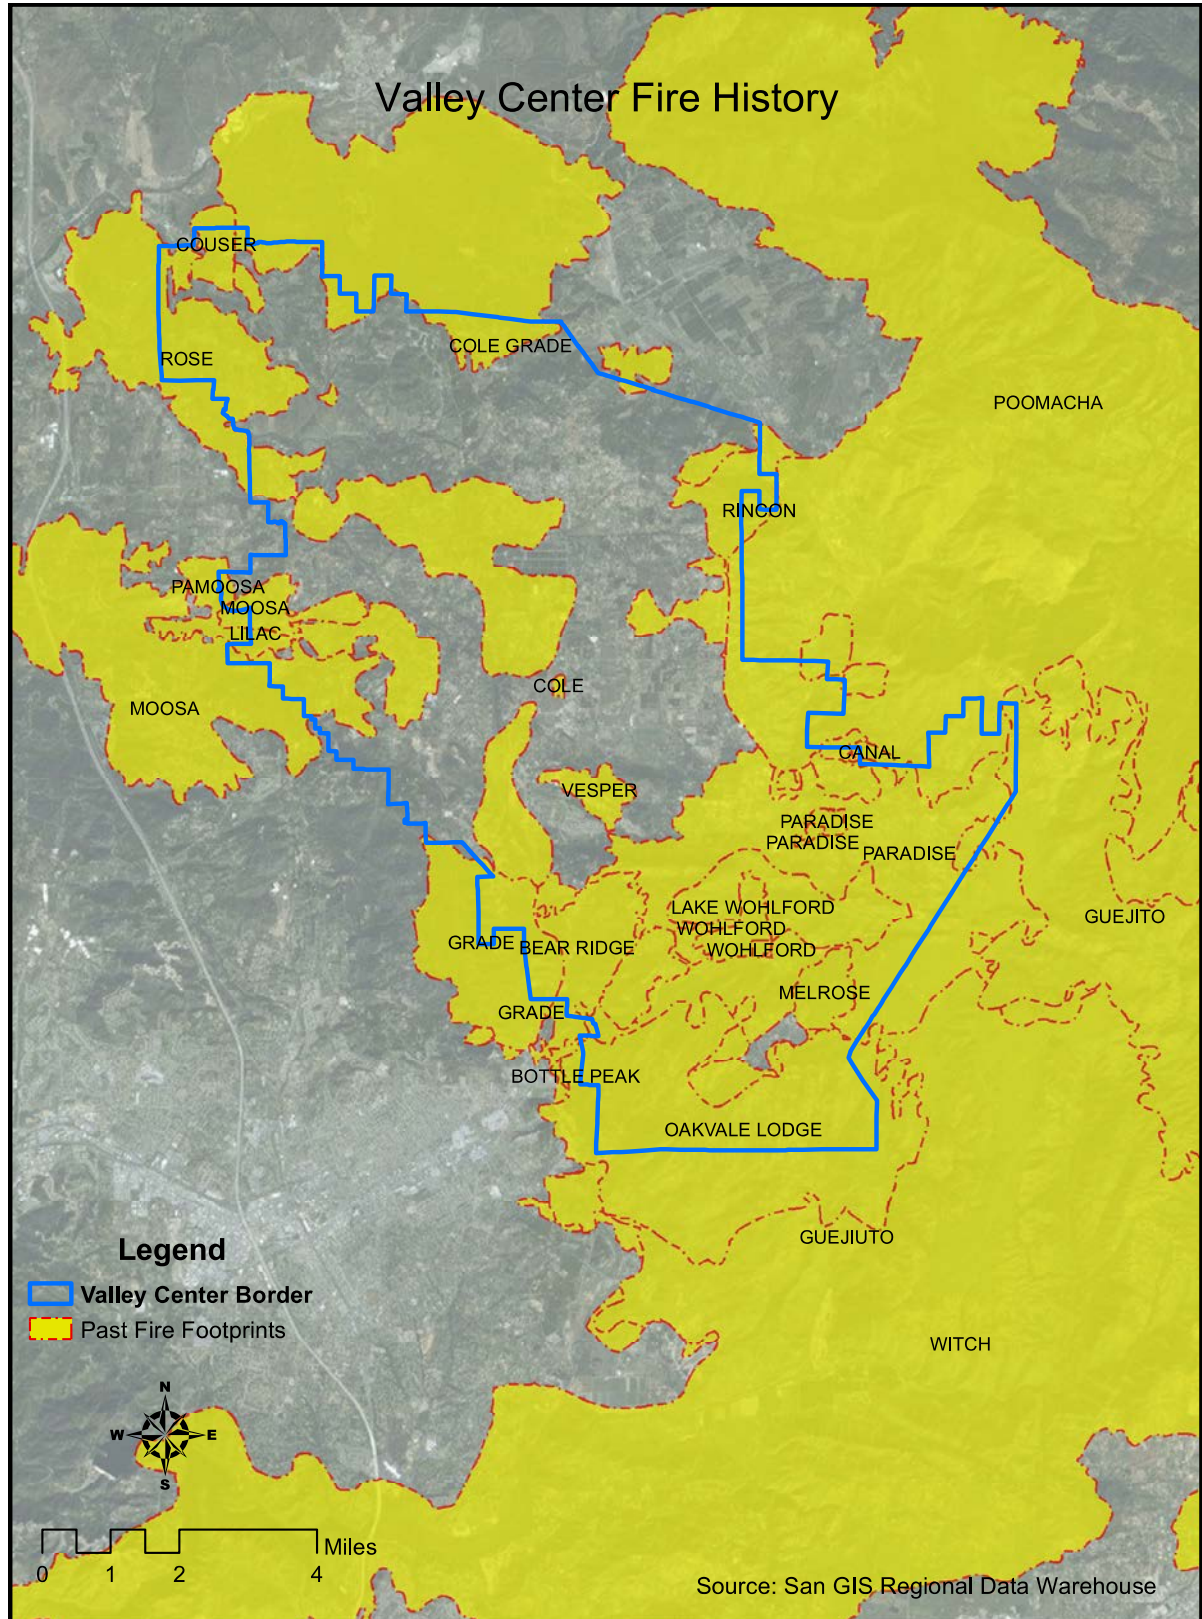 Valley Center Fire History
COUSER
COLE GRADE
ROSE
POOMACHA
RINCON
PAMOOSA
MOOSA
LILAC
COLE
MOOSA
CANAL
VESPER
PARADISE
PARADISE
PARADISE
LAKE WOHLFORD
GUEJITO
WOHLFORD
GRADE
BEAR RIDGE
WOHLFORD
MELROSE
GRADE
BOTTLE PEAK
OAKVALE LODGE
GUEJIUTO
WITCH
Legend
Valley Center Border
Past Fire Footprints
N
W
E
S
Miles
0 1 2 4
Source: San GIS Regional Data Warehouse